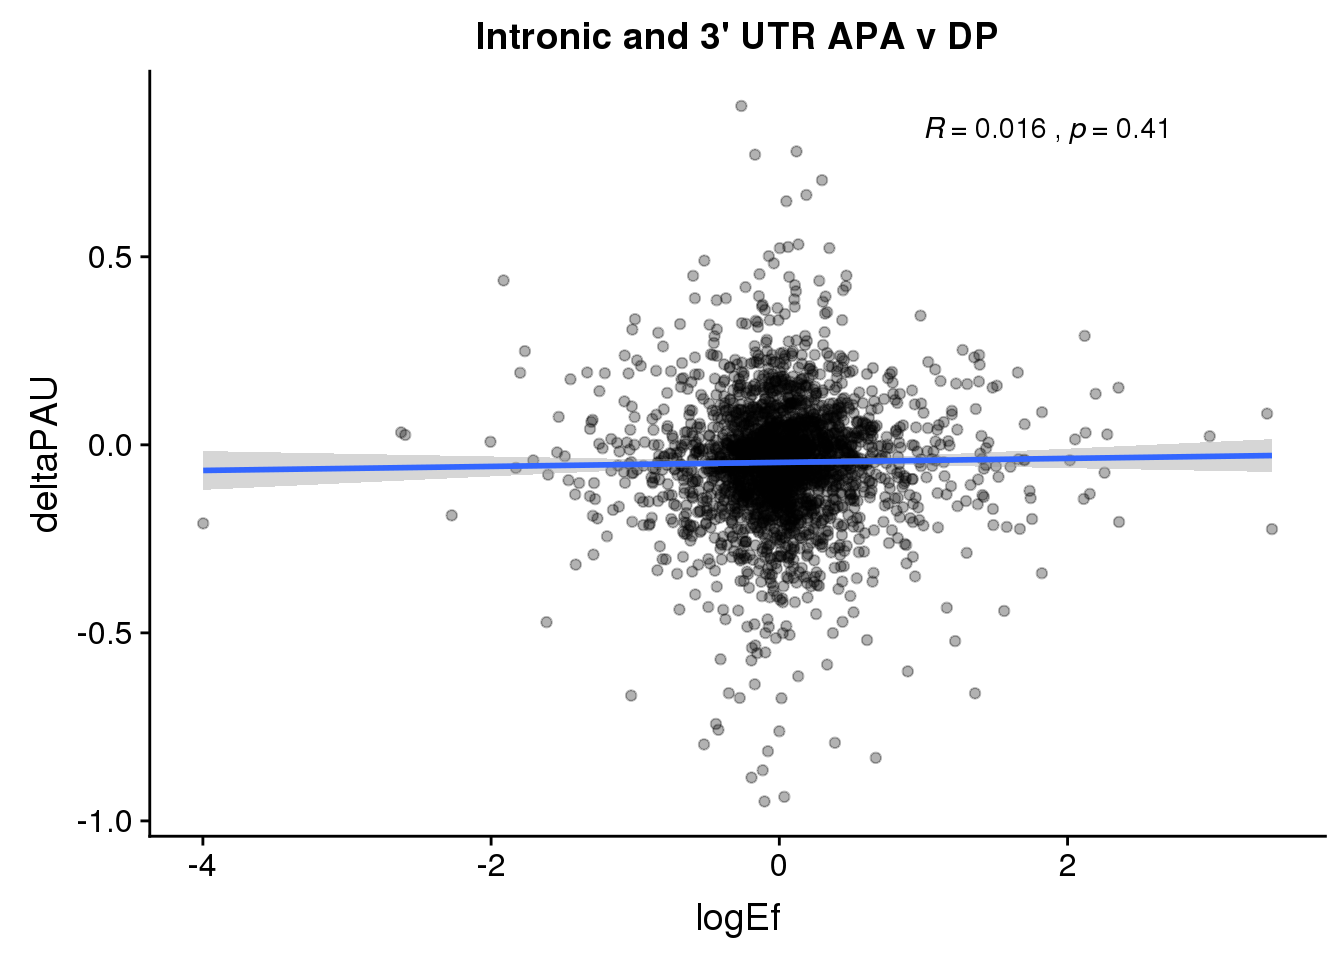 Intronic and 3' UTR APA v DP
R = 0.016 , p = 0.41
deltaPAU
0.5
0.0
-0.5
-1.0
-4
-2
0
2
logEf